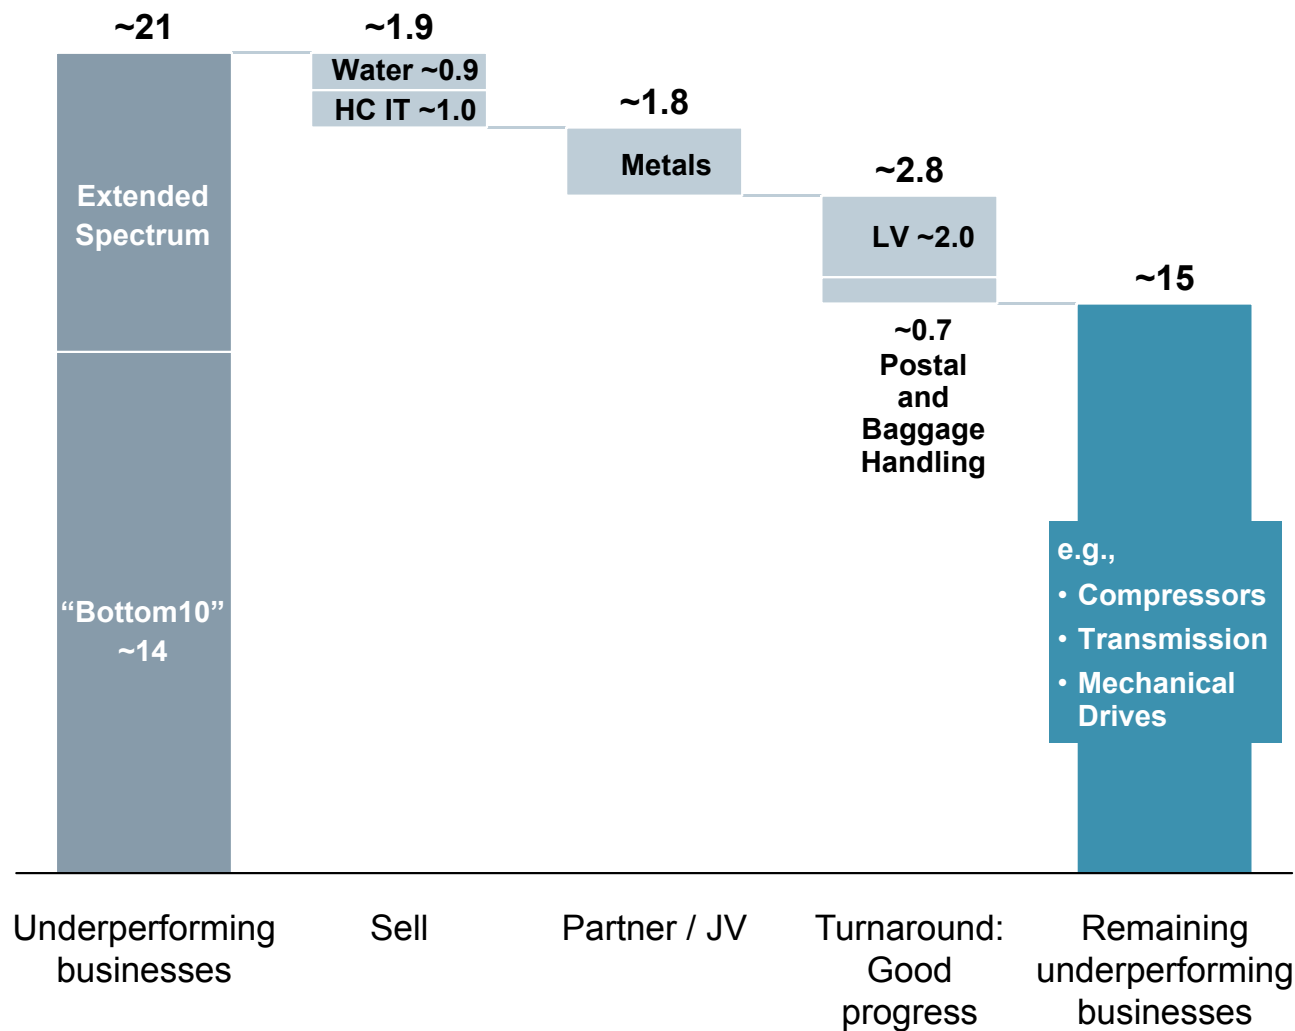 ~21
Extended
Spectrum
“Bottom10”
~14
~1.9
Water ~0.9
HC IT ~1.0
~1.8
Metals
~2.8
LV ~2.0
~0.7
Postal
and
Baggage
Handling
~15
e.g.,
• Compressors
• Transmission
• Mechanical
Drives
Underperforming
businesses
Sell
Partner / JV
Turnaround:
Good
progress
Remaining
underperforming
businesses